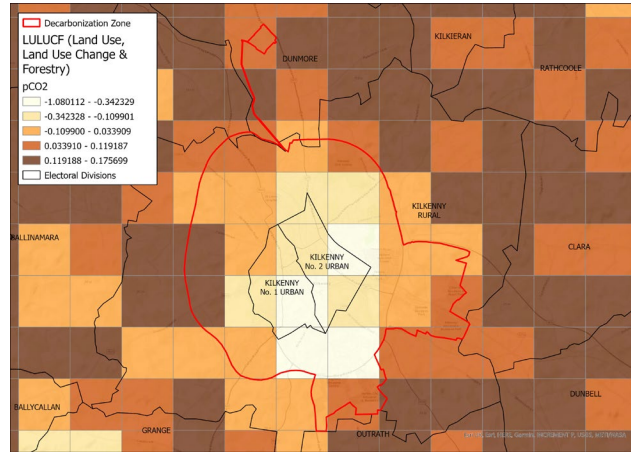 Decarbonization Zone
LULUCF (Land Use,
Land Use Change &
Forestry)
pCO2
-1.080112 - -0.342329
-0.342328 - -0.109901
-0.109900 - 0.033909
0.033910 - 0.119187
0.119188 - 0.175699
Electoral Divisions
DUNMORE
KILKIERAN
RATHCOOLE
KILKENNY
RURAL
BALLINAMARA
CLARA
KILKENNY
No. 2 URBAN
KILKENNY
No. 1 URBAN
BALLYCALLAN
GRANGE
OUTRATH
DUNBELL